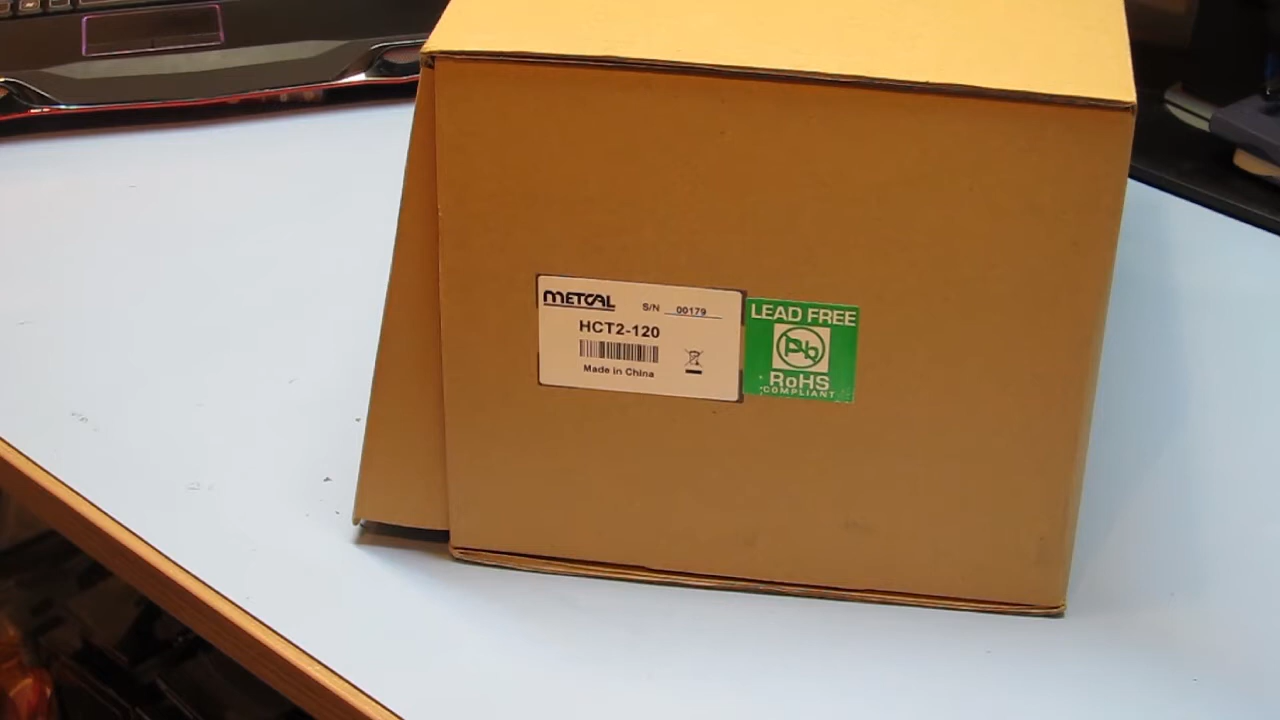 METCAL S/N 00179
HCT2-120
Made in China
LEAD FREE
Pb
RoHS
COMPLIANT